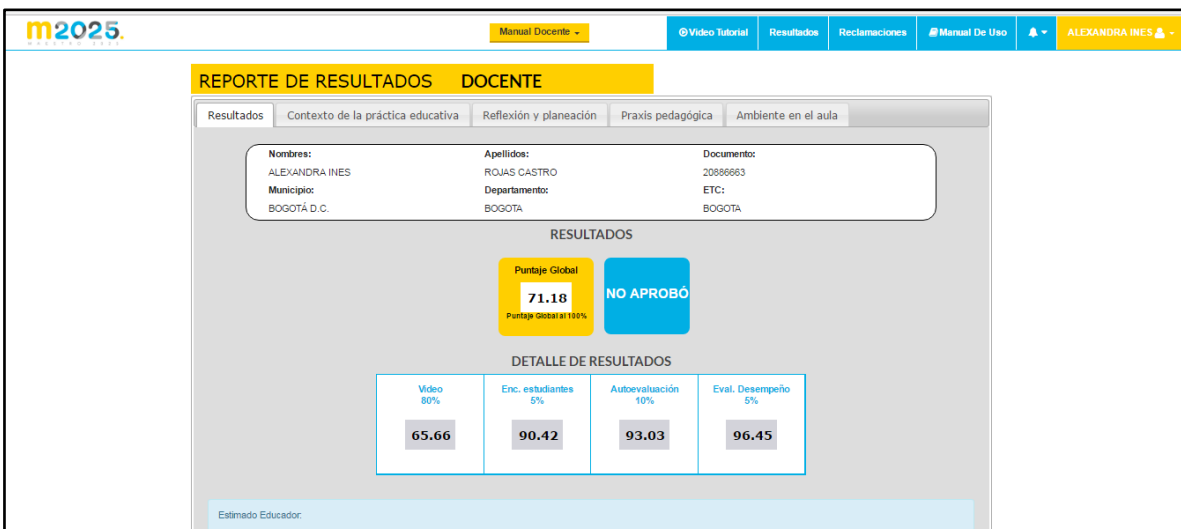 m2025.
MAESTRO 2025
Manual Docente
Video Tutorial
Resultados
Reclamaciones
Manual De Uso
ALEXANDRA INES
REPORTE DE RESULTADOS DOCENTE
Resultados Contexto de la práctica educativa Reflexión y planeación Praxis pedagógica Ambiente en el aula
Nombres: Apellidos: Documento:
ALEXANDRA INES ROJAS CASTRO 20886663
Municipio: Departamento: ETC:
BOGOTÁ D.C. BOGOTA BOGOTA
RESULTADOS
Puntaje Global
71.18
Puntaje Global al 100%
NO APROBÓ
DETALLE DE RESULTADOS
Video Enc. estudiantes Autoevaluación Eval. Desempeño
80% 5% 10% 5%
65.66 90.42 93.03 96.45
Estimado Educador: